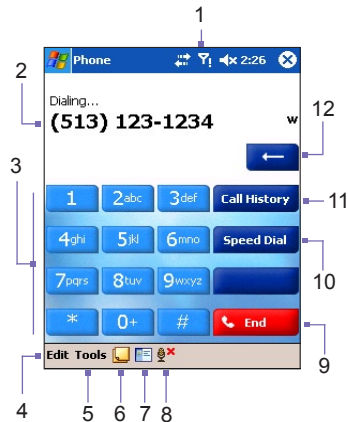 1
Phone 2:26
2
Dialing...
(513) 123-1234 w
12
3
1 2abc 3def Call History
11
4ghi 5jkl 6mno Speed Dial
10
7pqrs 8tuv 9wxyz
* 0+ # End
9
Edit Tools
4 5 6 7 8